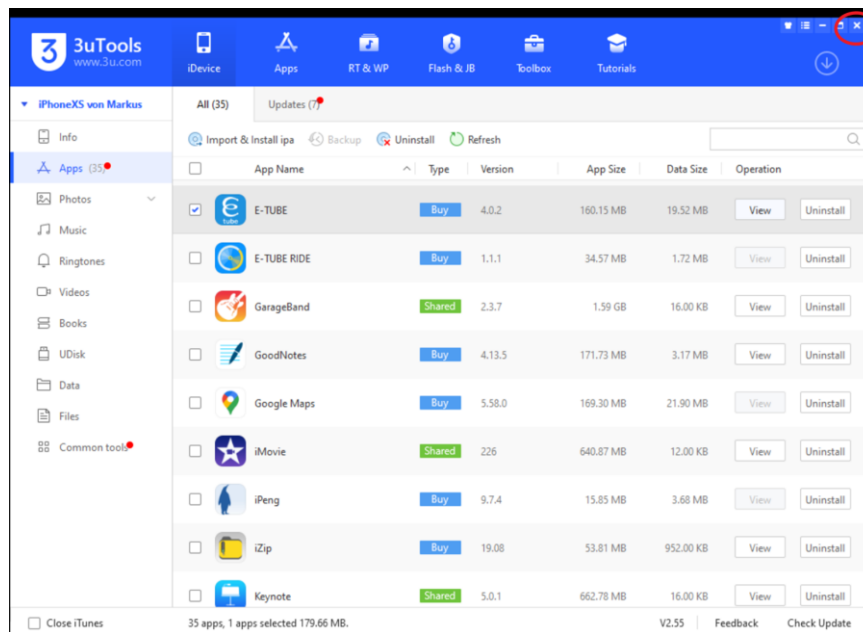 3uTools
www.3u.com
iDevice
Apps
RT & WP
Flash & JB
Toolbox
Tutorials
iPhoneXS von Markus
Info
Apps (35)
Photos
Music
Ringtones
Videos
Books
UDisk
Data
Files
Common tools
All (35) Updates (7)
Import & Install ipa Backup Uninstall Refresh
App Name Type Version App Size Data Size Operation
E-TUBE Buy 4.0.2 160.15 MB 19.52 MB View Uninstall
E-TUBE RIDE Buy 1.1.1 34.57 MB 1.72 MB View Uninstall
GarageBand Shared 2.3.7 1.59 GB 16.00 KB View Uninstall
GoodNotes Buy 4.13.5 171.73 MB 3.17 MB View Uninstall
Google Maps Buy 5.58.0 169.30 MB 21.90 MB View Uninstall
iMovie Shared 226 640.87 MB 12.00 KB View Uninstall
iPeng Buy 9.7.4 15.85 MB 3.68 MB View Uninstall
iZip Buy 19.08 53.81 MB 952.00 KB View Uninstall
Keynote Shared 5.0.1 662.78 MB 16.00 KB View Uninstall
Close iTunes 35 apps, 1 apps selected 179.66 MB. V2.55 Feedback Check Update